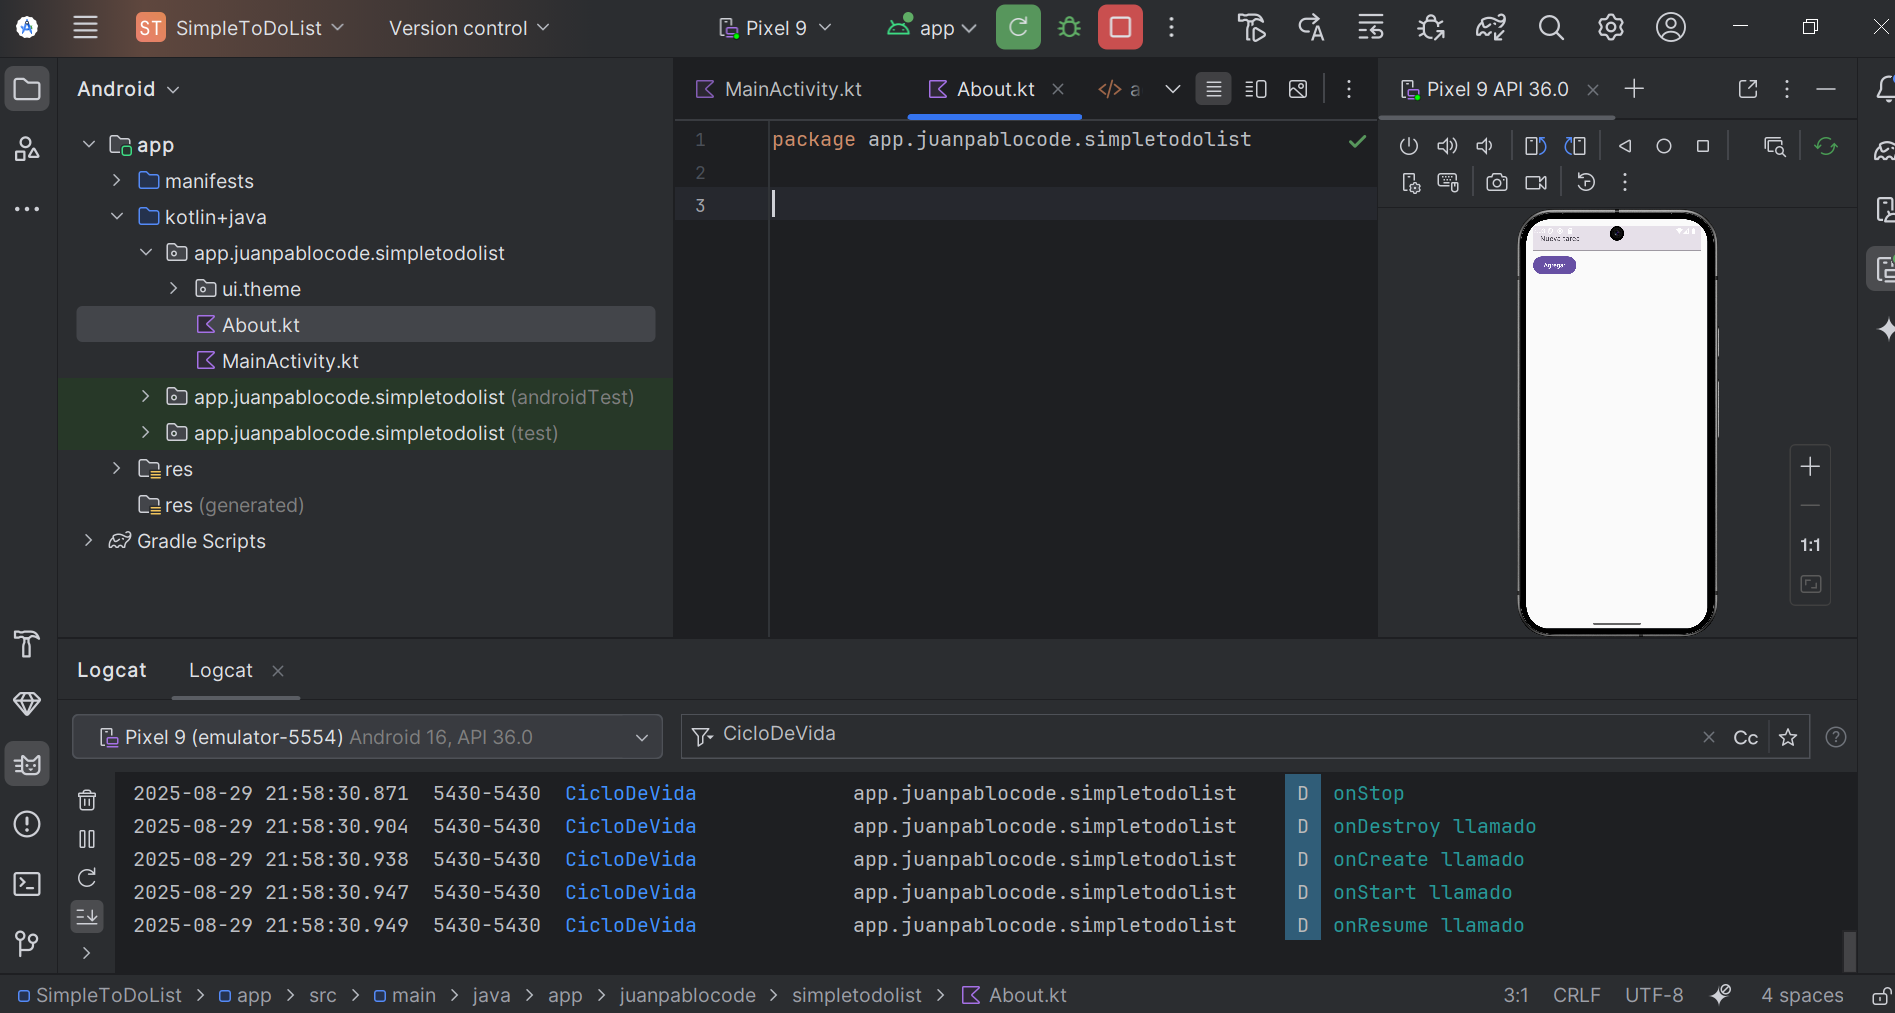 ST SimpleToDoList Version control Pixel 9 app
Android
MainActivity.kt About.kt </> a
Pixel 9 API 36.0
app
manifests
kotlin+java
app.juanpablocode.simpletodolist
ui.theme
About.kt
MainActivity.kt
app.juanpablocode.simpletodolist (androidTest)
app.juanpablocode.simpletodolist (test)
res
res (generated)
Gradle Scripts
1 package app.juanpablocode.simpletodolist
2
3
Nueva tarea
Agregar
1:1
Logcat Logcat
Pixel 9 (emulator-5554) Android 16, API 36.0
CicloDeVida Cc
2025-08-29 21:58:30.871 5430-5430 CicloDeVida app.juanpablocode.simpletodolist D onStop
2025-08-29 21:58:30.904 5430-5430 CicloDeVida app.juanpablocode.simpletodolist D onDestroy llamado
2025-08-29 21:58:30.938 5430-5430 CicloDeVida app.juanpablocode.simpletodolist D onCreate llamado
2025-08-29 21:58:30.947 5430-5430 CicloDeVida app.juanpablocode.simpletodolist D onStart llamado
2025-08-29 21:58:30.949 5430-5430 CicloDeVida app.juanpablocode.simpletodolist D onResume llamado
SimpleToDoList > app > src > main > java > app > juanpablocode > simpletodolist > About.kt
3:1 CRLF UTF-8 4 spaces